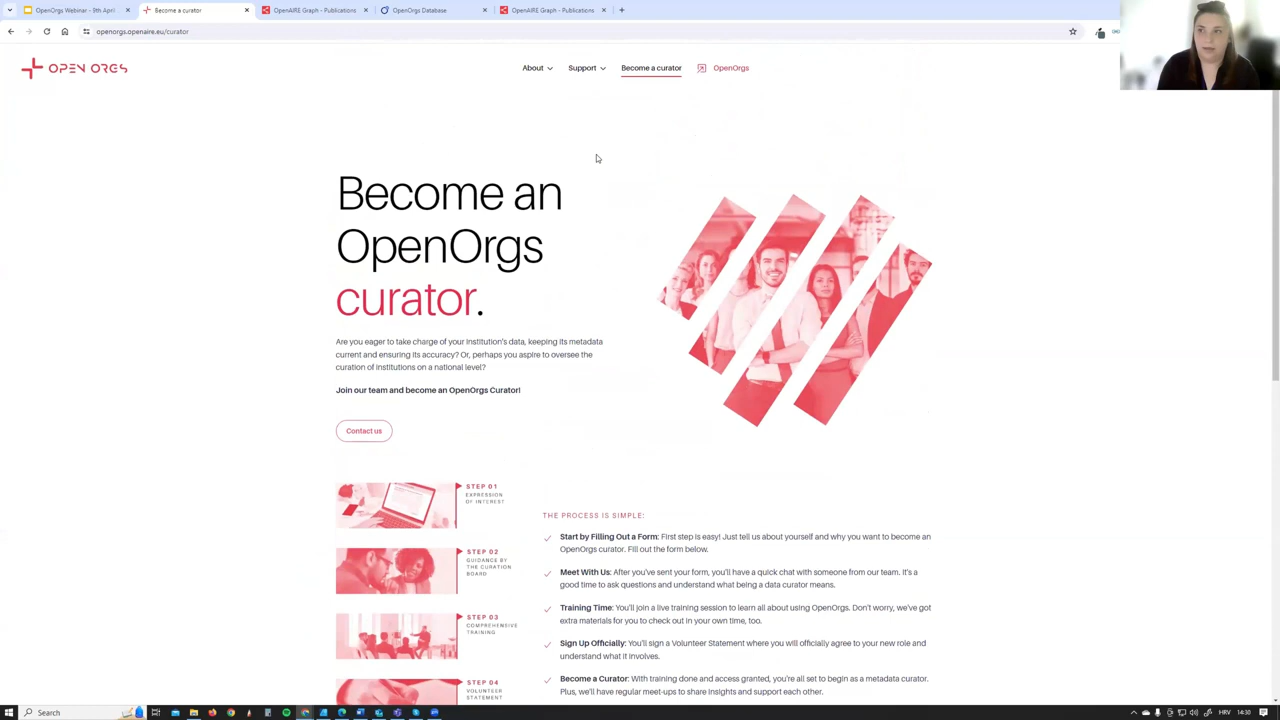 OpenOrgs Webinar - 9th April
Become a curator
OpenAIRE Graph - Publications
OpenOrgs Database
OpenAIRE Graph - Publications
openorgs.openaire.eu/curator
OPEN ORGS
About
Support
Become a curator
OpenOrgs
Become an
OpenOrgs
curator.
Are you eager to take charge of your institution's data, keeping its metadata
current and ensuring its accuracy? Or, perhaps you aspire to oversee the
curation of institutions on a national level?
Join our team and become an OpenOrgs Curator!
Contact us
STEP 01
EXPRESSION
OF INTEREST
STEP 02
GUIDANCE BY
THE CURATION
BOARD
STEP 03
COMPREHENSIVE
TRAINING
STEP 04
VOLUNTEER
STATEMENT
THE PROCESS IS SIMPLE:
Start by Filling Out a Form: First step is easy! Just tell us about yourself and why you want to become an
OpenOrgs curator. Fill out the form below.
Meet With Us: After you've sent your form, you'll have a quick chat with someone from our team. It's a
good time to ask questions and understand what being a data curator means.
Training Time: You'll join a live training session to learn all about using OpenOrgs. Don't worry, we've got
extra materials for you to check out in your own time, too.
Sign Up Officially: You'll sign a Volunteer Statement where you will officially agree to your new role and
understand what it involves.
Become a Curator: With training done and access granted, you're all set to begin as a metadata curator.
Plus, we'll have regular meet-ups to share insights and support each other.
Search
HRV
14:30